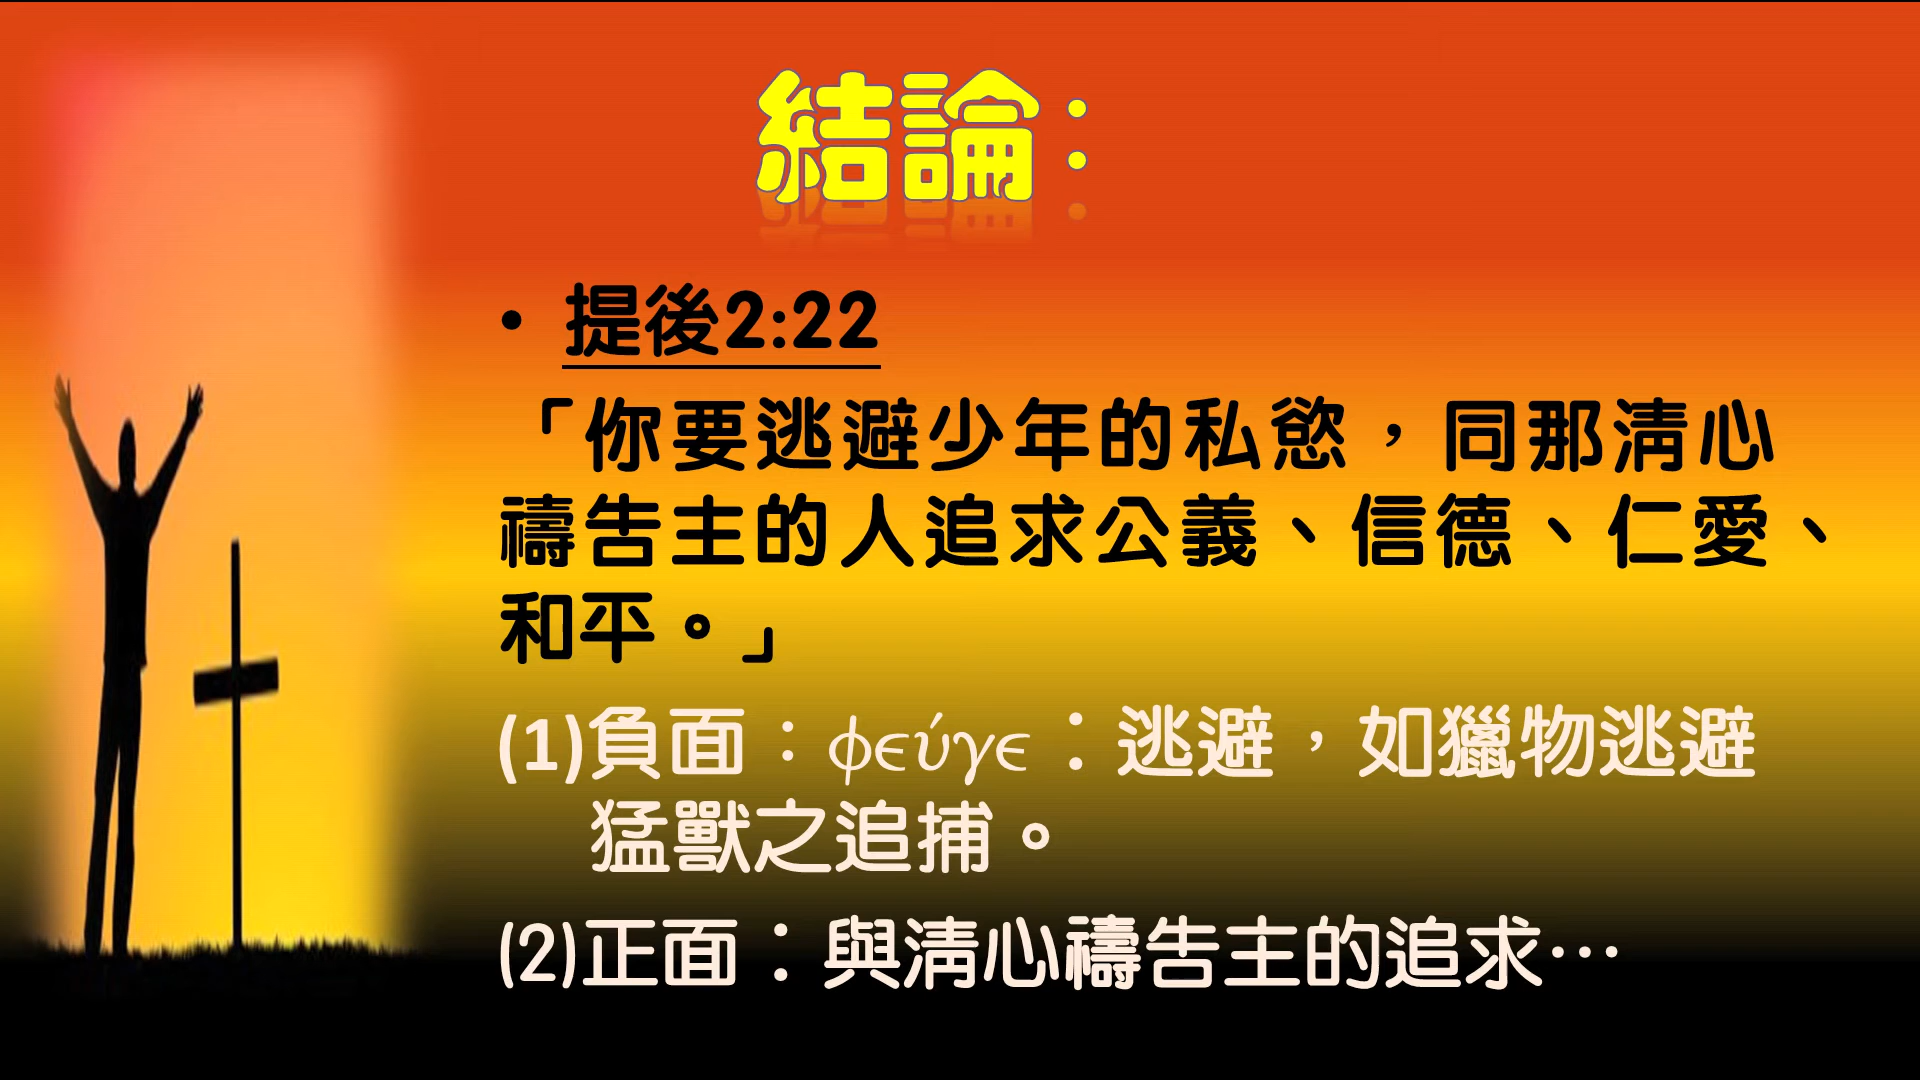 結論：
• 提後2:22
「你要逃避少年的私慾，同那清心
禱告主的人追求公義、信德、仁愛、
和平。」
(1)負面：φεύγε：逃避，如獵物逃避
猛獸之追捕。
(2)正面：與清心禱告主的追求…